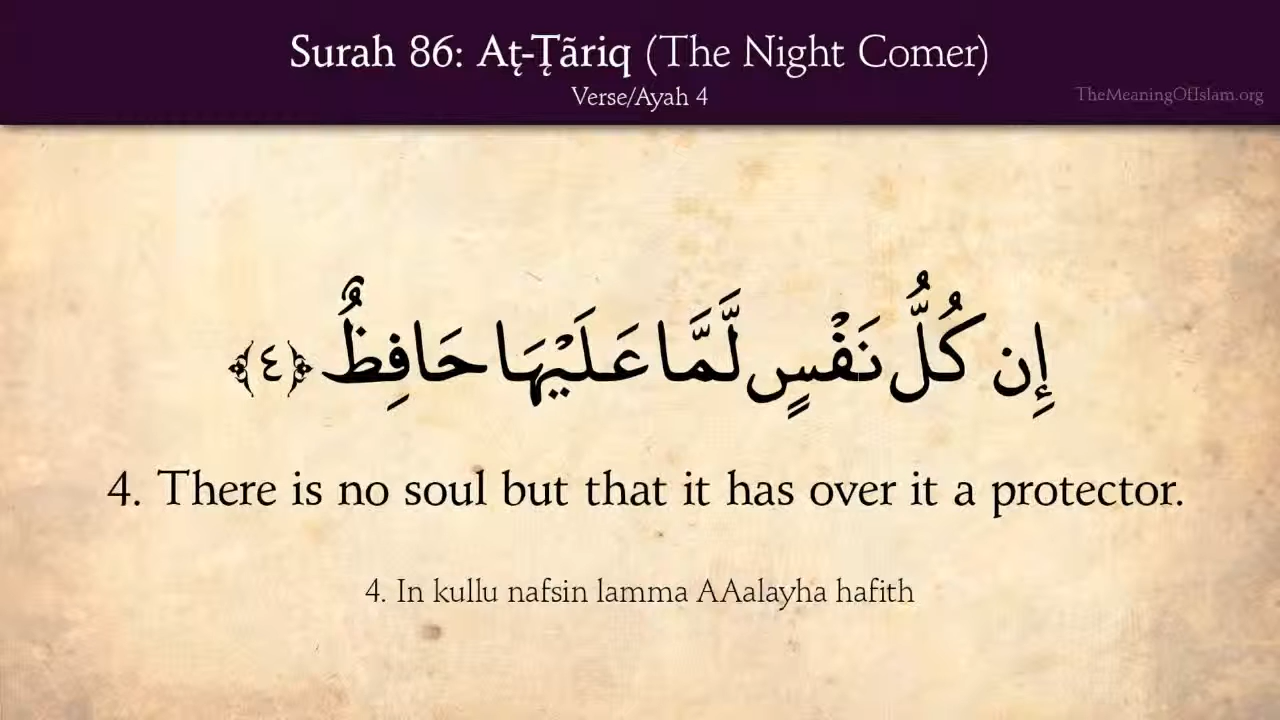 Surah 86: Aţ-Ţãriq (The Night Comer)
Verse/Ayah 4
TheMeaningOfIslam.org
إِن كُلُّ نَفْسٍ لَّمَّا عَلَيْهَا حَافِظٌ ﴿٤﴾
4. There is no soul but that it has over it a protector.
4. In kullu nafsin lamma AAalayha hafith